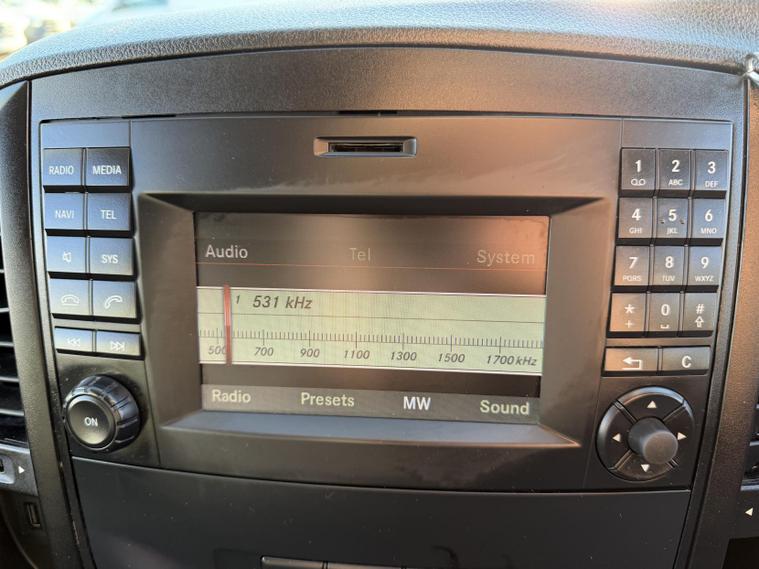 RADIO MEDIA
NAVI TEL
SYS
ON
Audio Tel System
1 531 kHz
500 700 900 1100 1300 1500 1700 kHz
Radio Presets MW Sound
1 2 ABC 3 DEF
4 GHI 5 JKL 6 MNO
7 PQRS 8 TUV 9 WXYZ
* + 0 #
C